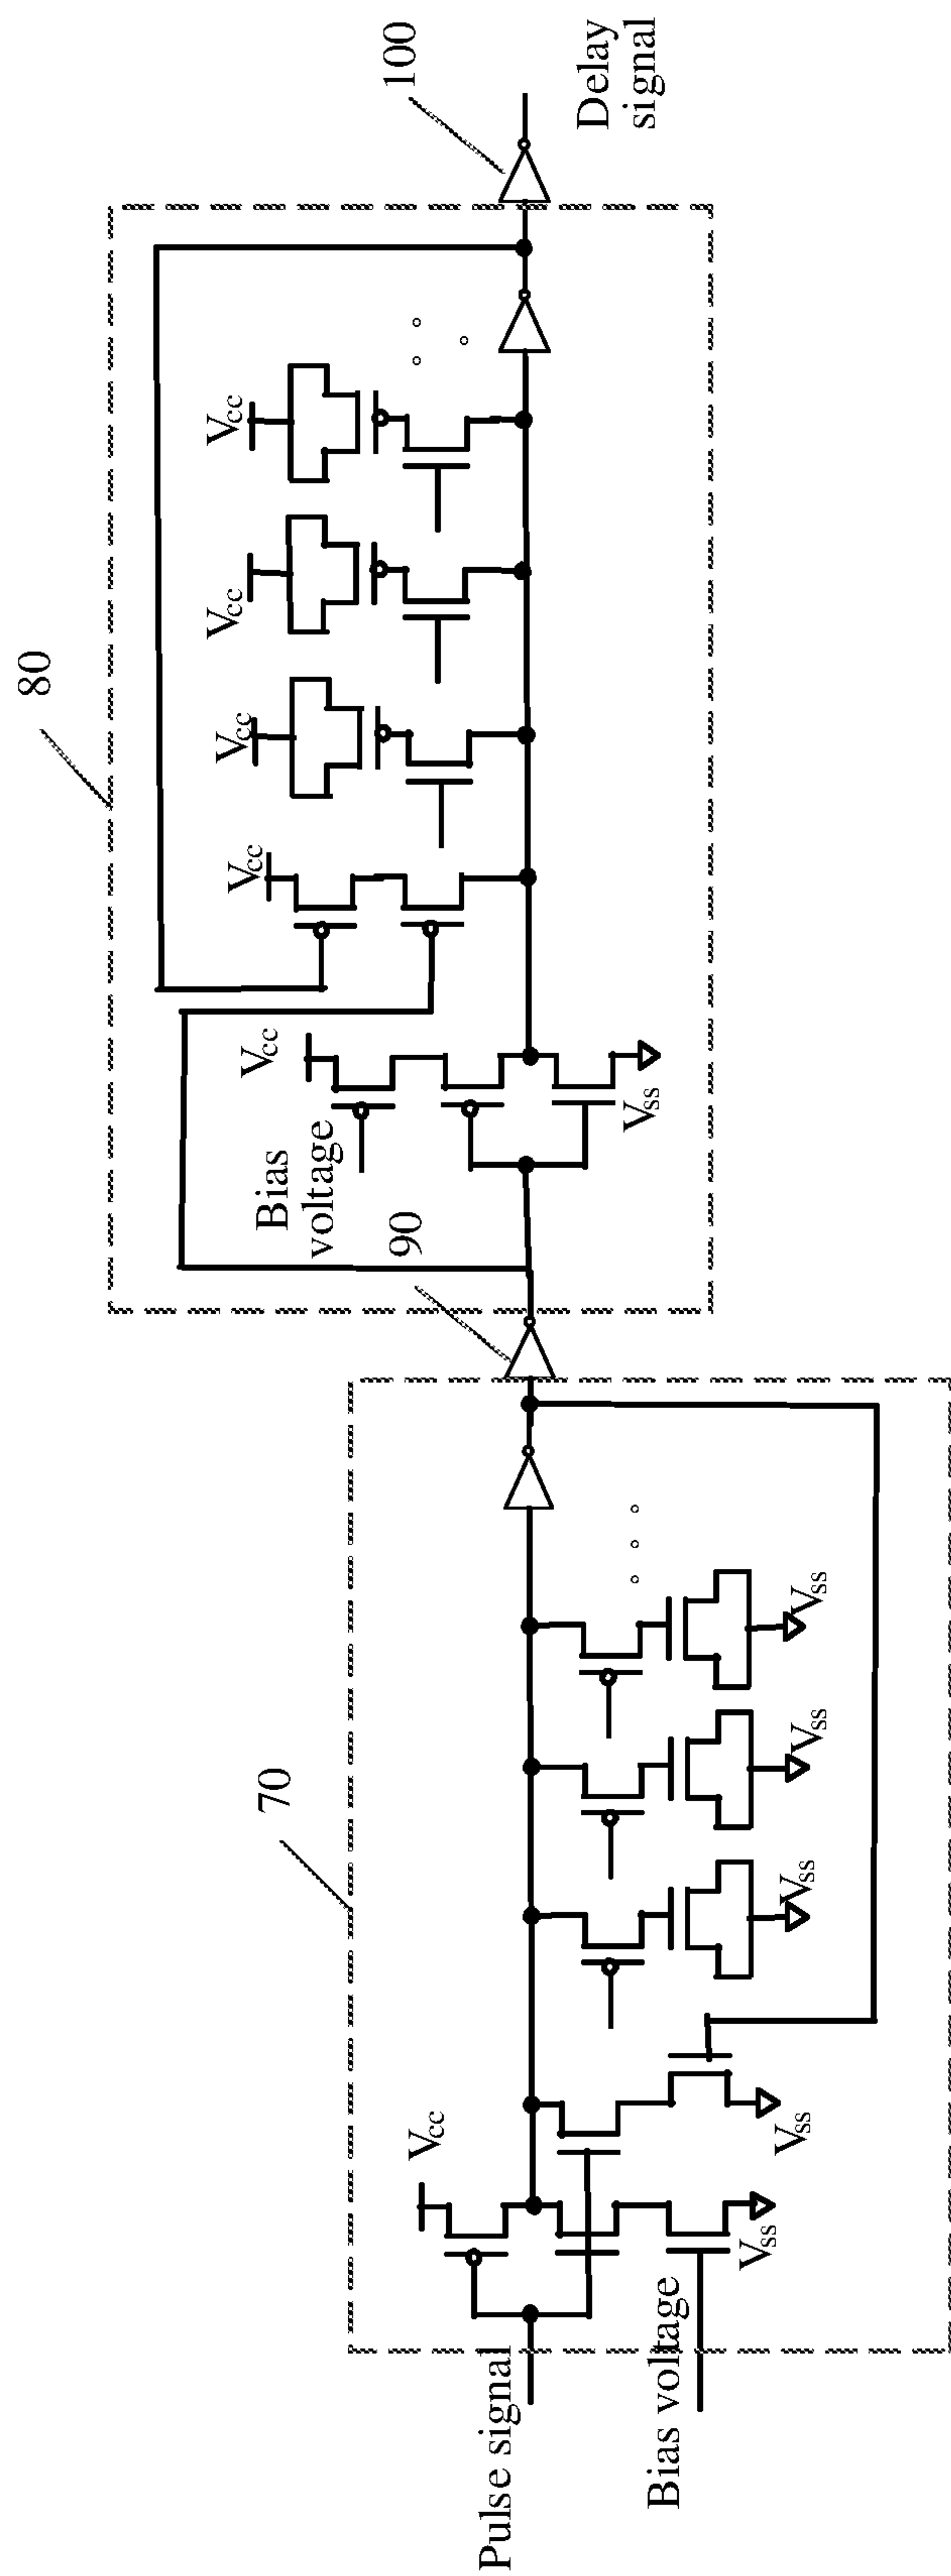 Pulse signal
Bias voltage
70
Vcc
Vss
Vss
Vss
Vss
Vss
90
80
Bias
voltage
Vcc
Vss
Vcc
Vcc
Vcc
Vcc
100
Delay
signal